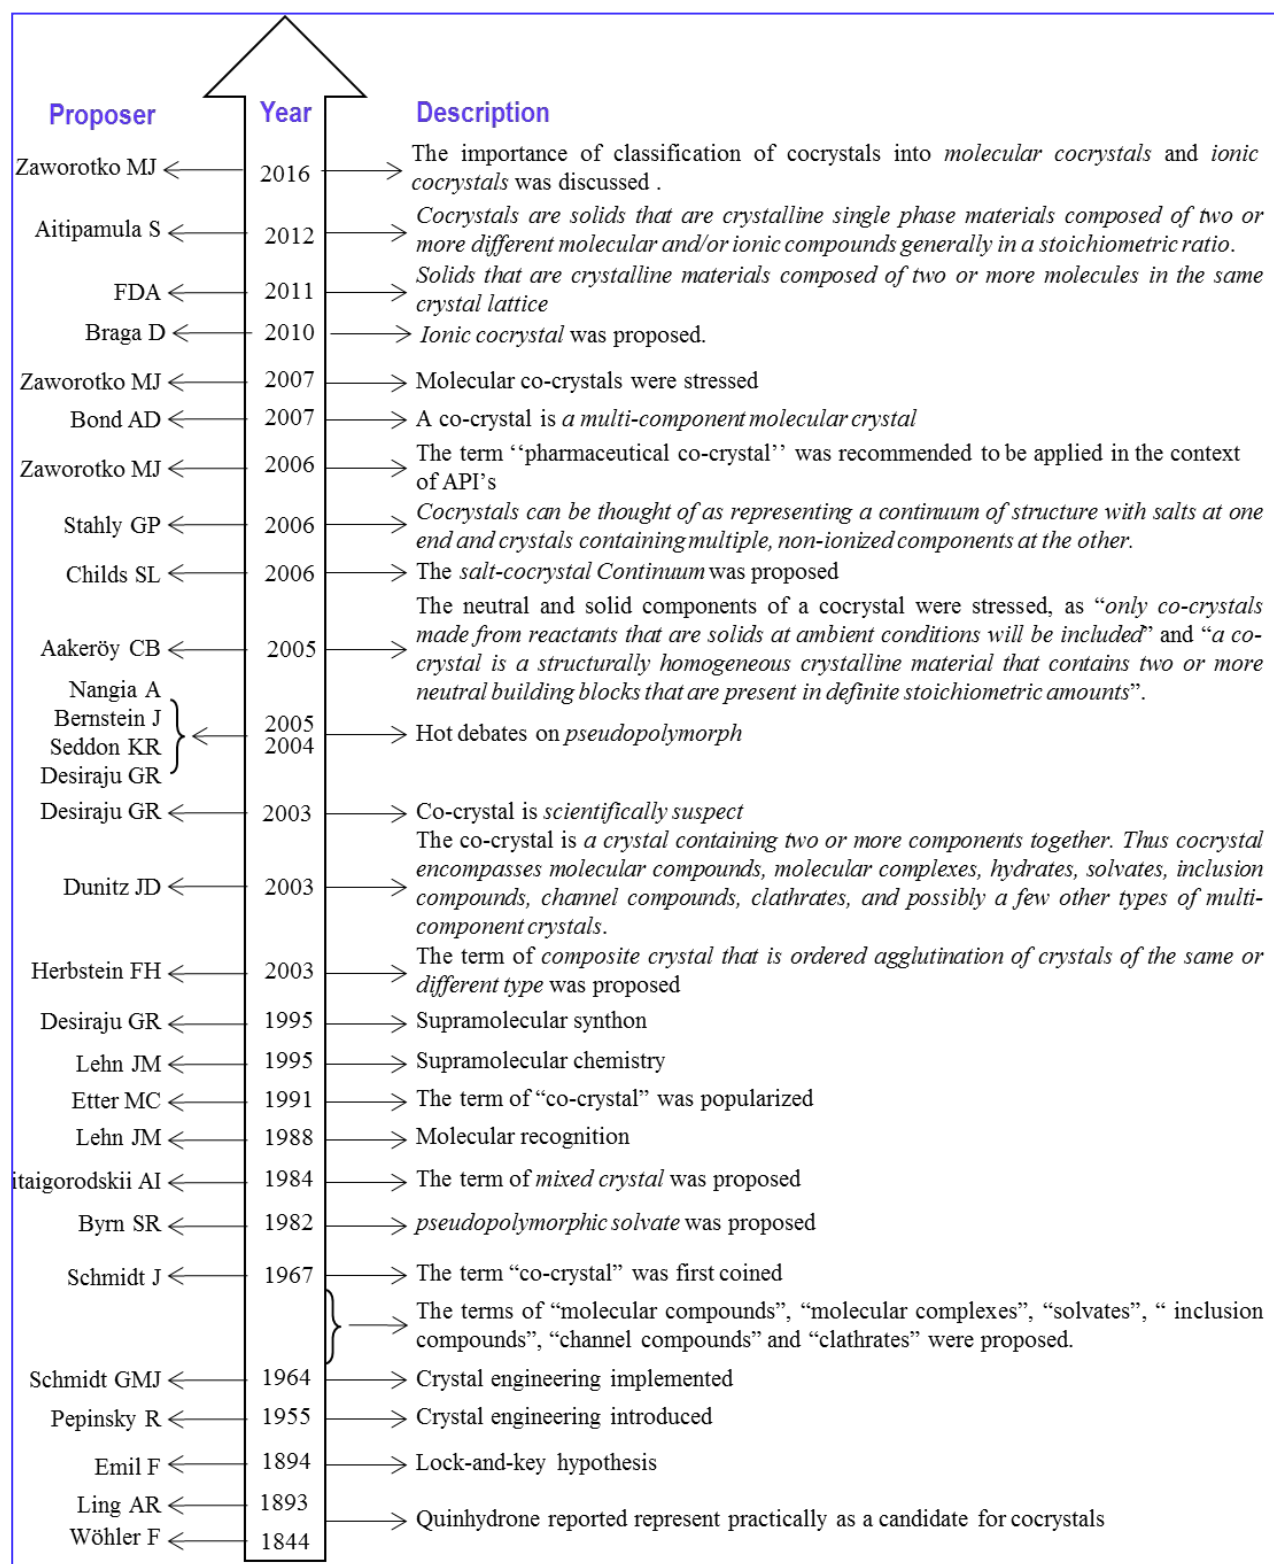 Proposer Year Description
Zaworotko MJ 2016 The importance of classification of cocrystals into molecular cocrystals and ionic
cocrystals was discussed .
Aitipamula S 2012 Cocrystals are solids that are crystalline single phase materials composed of two or
more different molecular and/or ionic compounds generally in a stoichiometric ratio.
FDA 2011 Solids that are crystalline materials composed of two or more molecules in the same
crystal lattice
Braga D 2010 Ionic cocrystal was proposed.
Zaworotko MJ 2007 Molecular co-crystals were stressed
Bond AD 2007 A co-crystal is a multi-component molecular crystal
Zaworotko MJ 2006 The term ‘‘pharmaceutical co-crystal’’ was recommended to be applied in the context
of API's
Stahly GP 2006 Cocrystals can be thought of as representing a continuum of structure with salts at one
end and crystals containing multiple, non-ionized components at the other.
Childs SL 2006 The salt-cocrystal Continuum was proposed
Aakeröy CB 2005 The neutral and solid components of a cocrystal were stressed, as “only co-crystals
made from reactants that are solids at ambient conditions will be included” and “a co-
crystal is a structurally homogeneous crystalline material that contains two or more
neutral building blocks that are present in definite stoichiometric amounts”.
Nangia A
Bernstein J 2005
Seddon KR 2004 Hot debates on pseudopolymorph
Desiraju GR
Desiraju GR 2003 Co-crystal is scientifically suspect
Dunitz JD 2003 The co-crystal is a crystal containing two or more components together. Thus cocrystal
encompasses molecular compounds, molecular complexes, hydrates, solvates, inclusion
compounds, channel compounds, clathrates, and possibly a few other types of multi-
component crystals.
Herbstein FH 2003 The term of composite crystal that is ordered agglutination of crystals of the same or
different type was proposed
Desiraju GR 1995 Supramolecular synthon
Lehn JM 1995 Supramolecular chemistry
Etter MC 1991 The term of “co-crystal” was popularized
Lehn JM 1988 Molecular recognition
itaigorodskii AI 1984 The term of mixed crystal was proposed
Byrn SR 1982 pseudopolymorphic solvate was proposed
Schmidt J 1967 The term “co-crystal” was first coined
The terms of “molecular compounds”, “molecular complexes”, “solvates”, “ inclusion
compounds”, “channel compounds” and “clathrates” were proposed.
Schmidt GMJ 1964 Crystal engineering implemented
Pepinsky R 1955 Crystal engineering introduced
Emil F 1894 Lock-and-key hypothesis
Ling AR 1893
Quinhydrone reported represent practically as a candidate for cocrystals
Wöhler F 1844